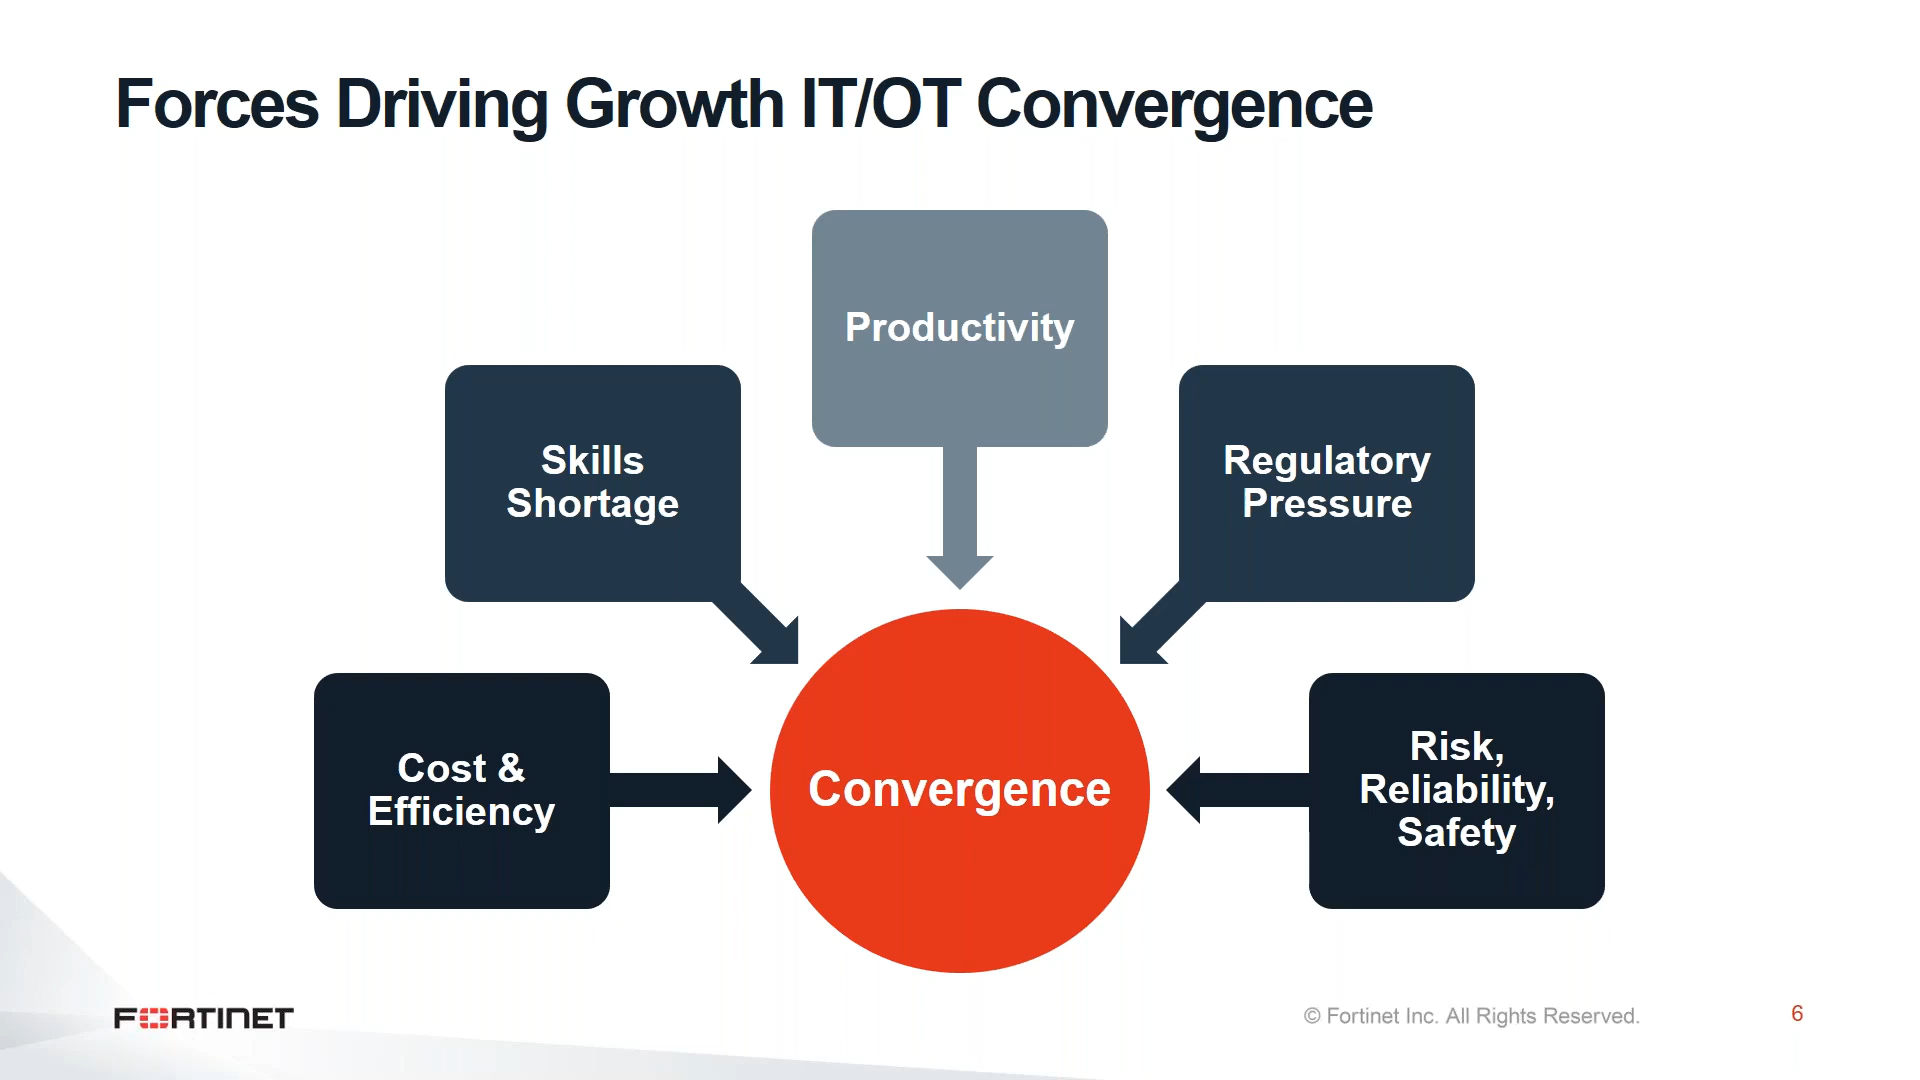 Forces Driving Growth IT/OT Convergence
Productivity
Skills
Shortage
Regulatory
Pressure
Cost &
Efficiency
Convergence
Risk,
Reliability,
Safety
FORTINET
© Fortinet Inc. All Rights Reserved.
6